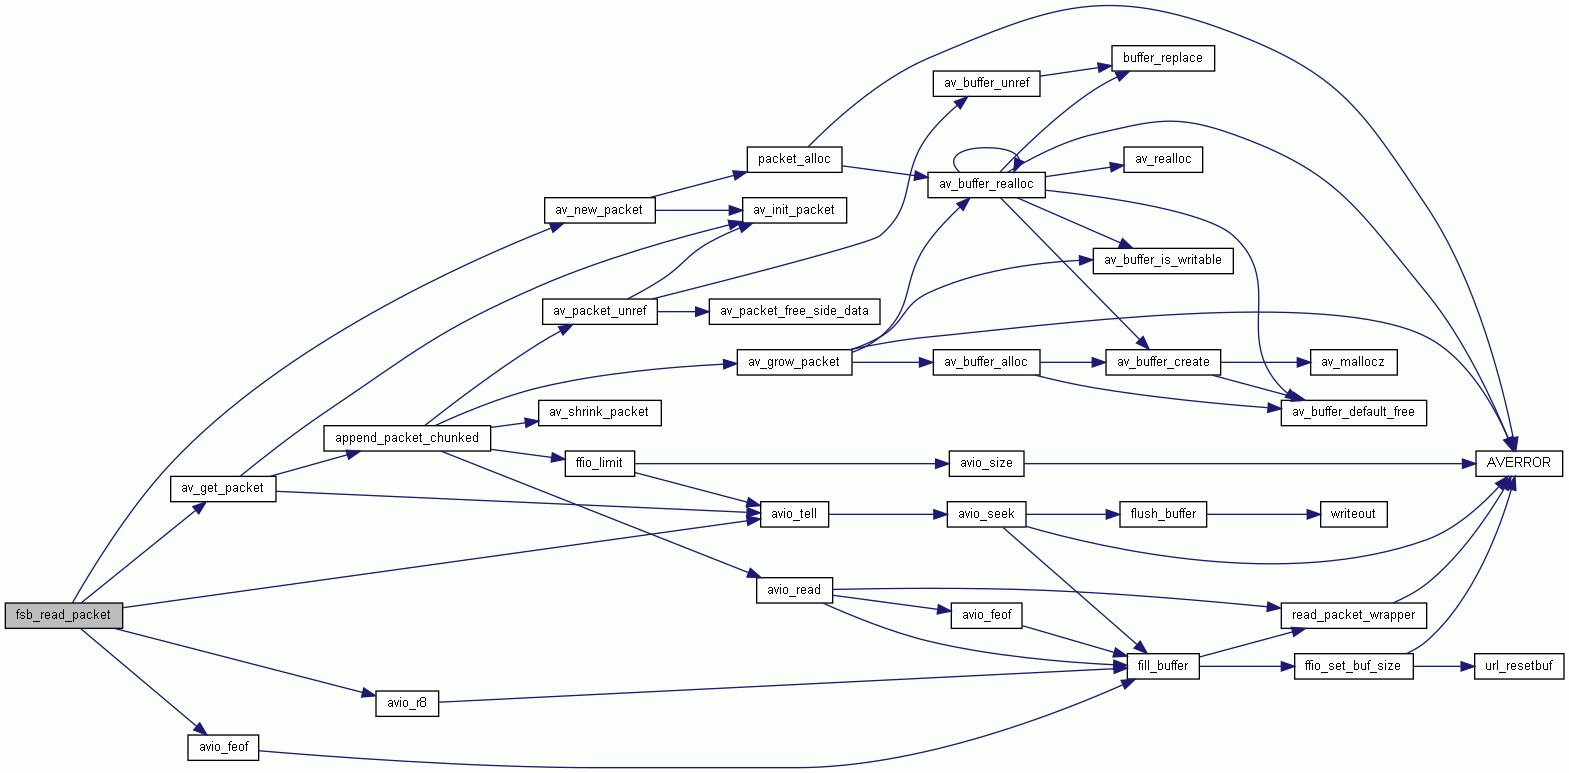 buffer_replace
av_buffer_unref
packet_alloc
av_realloc
av_buffer_realloc
av_new_packet
av_init_packet
av_buffer_is_writable
av_packet_unref
av_packet_free_side_data
av_grow_packet
av_buffer_alloc
av_buffer_create
av_mallocz
av_shrink_packet
av_buffer_default_free
append_packet_chunked
ffio_limit
avio_size
AVERROR
av_get_packet
avio_tell
avio_seek
flush_buffer
writeout
avio_read
fsb_read_packet
avio_feof
read_packet_wrapper
fill_buffer
ffio_set_buf_size
url_resetbuf
avio_r8
avio_feof